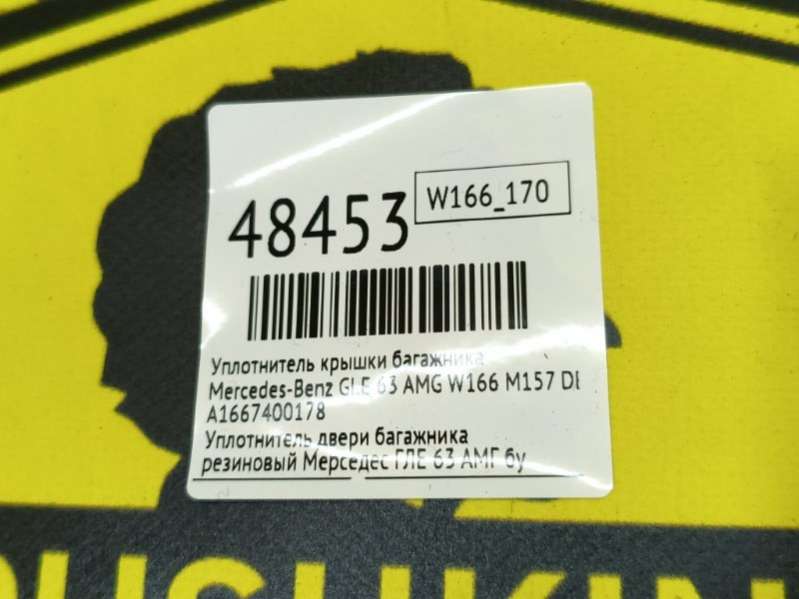 48453
W166_170
Уплотнитель крышки багажника
Mercedes-Benz GLE 63 AMG W166 M157 DE
A1667400178
Уплотнитель двери багажника
резиновый Мерседес ГЛЕ 63 АМГ бу
PUSHKIN